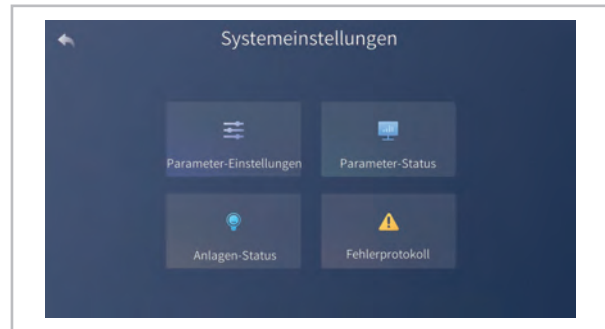 Systemeinstellungen
Parameter-Einstellungen
Parameter-Status
Anlagen-Status
Fehlerprotokoll